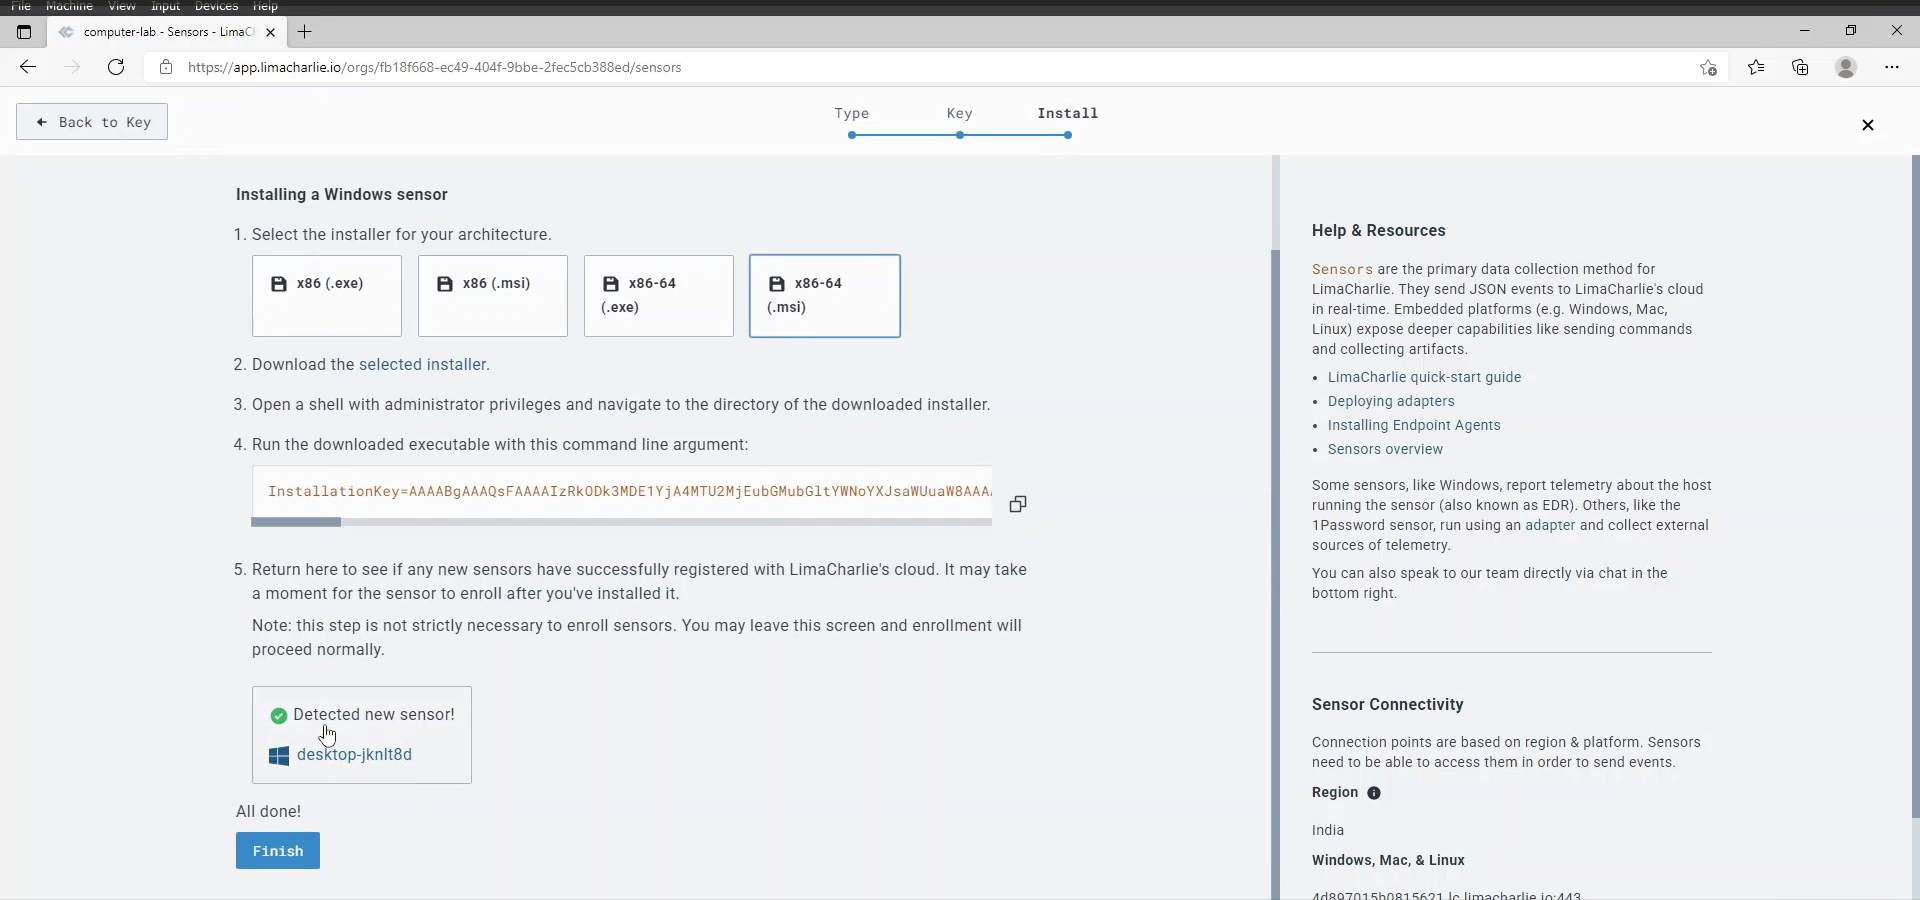 File Machine View Input Devices Help
computer-lab - Sensors - LimaC
https://app.limacharlie.io/orgs/fb18f668-ec49-404f-9bbe-2fec5cb388ed/sensors
Back to Key
Type Key Install
Installing a Windows sensor
1. Select the installer for your architecture.
x86 (.exe)
x86 (.msi)
x86-64
(.exe)
x86-64
(.msi)
2. Download the selected installer.
3. Open a shell with administrator privileges and navigate to the directory of the downloaded installer.
4. Run the downloaded executable with this command line argument:
InstallationKey=AAAABgAAAQsFAAAAIzRkODk3MDE1YjA4MTU2MjEubGMubGltYWNoYXJsaWUuaW8AAA
5. Return here to see if any new sensors have successfully registered with LimaCharlie's cloud. It may take
a moment for the sensor to enroll after you've installed it.
Note: this step is not strictly necessary to enroll sensors. You may leave this screen and enrollment will
proceed normally.
Detected new sensor!
desktop-jknlt8d
All done!
Finish
Help & Resources
Sensors are the primary data collection method for
LimaCharlie. They send JSON events to LimaCharlie's cloud
in real-time. Embedded platforms (e.g. Windows, Mac,
Linux) expose deeper capabilities like sending commands
and collecting artifacts.
• LimaCharlie quick-start guide
• Deploying adapters
• Installing Endpoint Agents
• Sensors overview
Some sensors, like Windows, report telemetry about the host
running the sensor (also known as EDR). Others, like the
1Password sensor, run using an adapter and collect external
sources of telemetry.
You can also speak to our team directly via chat in the
bottom right.
Sensor Connectivity
Connection points are based on region & platform. Sensors
need to be able to access them in order to send events.
Region
India
Windows, Mac, & Linux
4d897015b0815621.lc.limacharlie.io:443